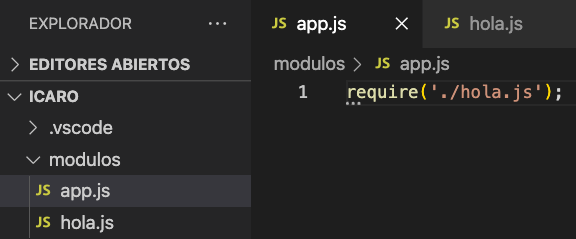 EXPLORADOR ···
EDITORES ABIERTOS
ICARO
.vscode
modulos
JS app.js
JS hola.js
JS app.js
JS hola.js
modulos > JS app.js
1 require('./hola.js');